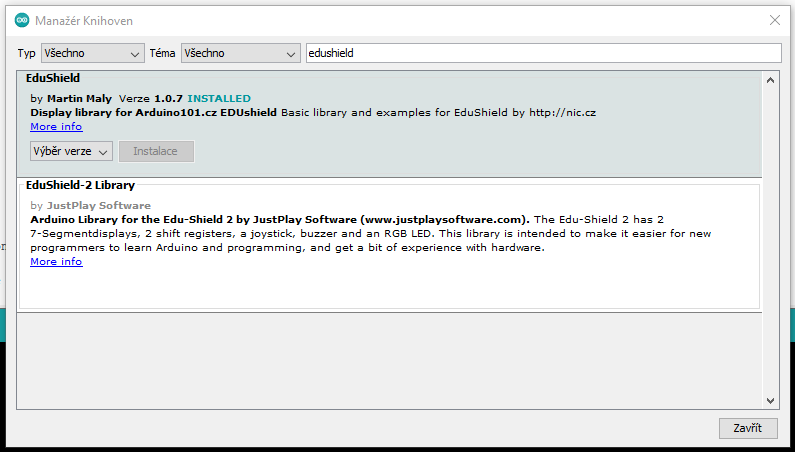 Manažér Knihoven
Typ Všechno Téma Všechno edushield
EduShield
by Martin Maly Verze 1.0.7 INSTALLED
Display library for Arduino101.cz EDUshield Basic library and examples for EduShield by http://nic.cz
More info
Výběr verze Instalace
EduShield-2 Library
by JustPlay Software
Arduino Library for the Edu-Shield 2 by JustPlay Software (www.justplaysoftware.com). The Edu-Shield 2 has 2
7-Segmentdisplays, 2 shift registers, a joystick, buzzer and an RGB LED. This library is intended to make it easier for new
programmers to learn Arduino and programming, and get a bit of experience with hardware.
More info
Zavřít